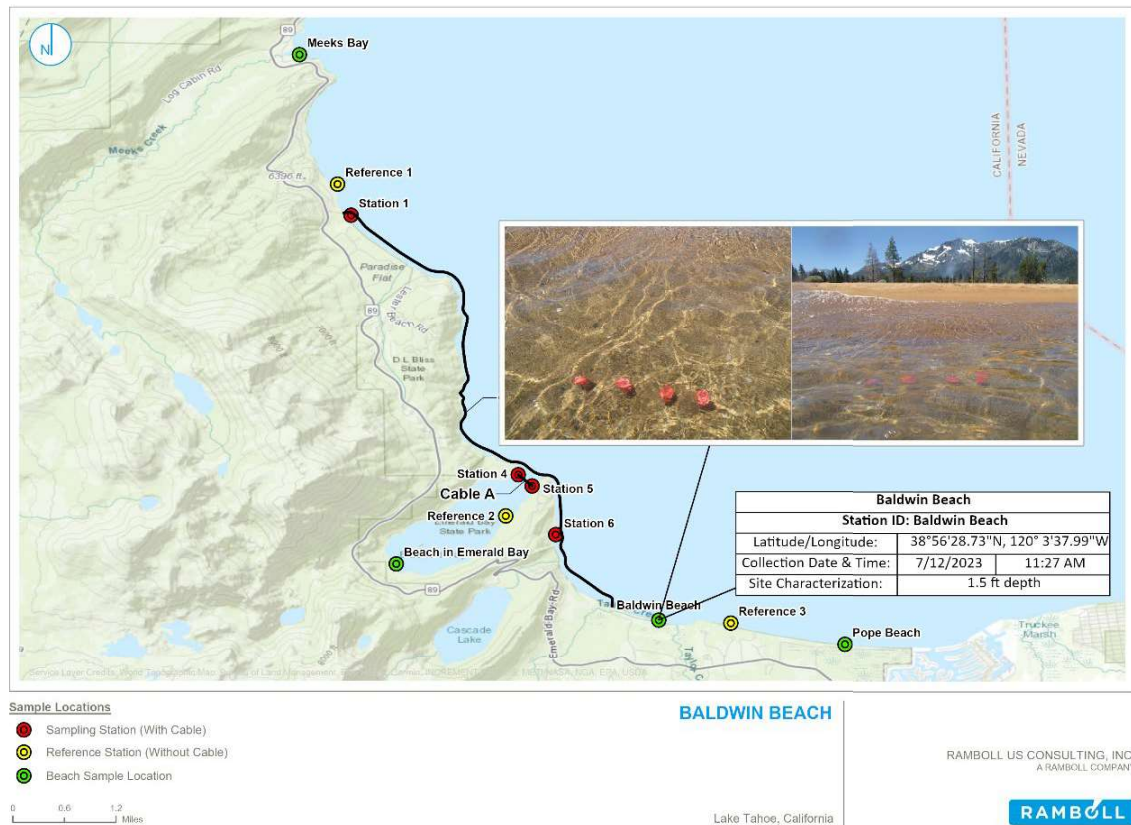 N
89
Meeks Bay
Log Cabin Rd
Meeks Creek
CALIFORNIA
NEVADA
Reference 1
6396 ft
Station 1
Paradise
Flat
Lester Beach Rd
89
D.L Bliss
State
Park
Station 4
Cable A
Station 5
Reference 2
Emerald Bay
State Park
Station 6
Beach in Emerald Bay
89
Emerald Bay Rd
Cascade
Lake
Baldwin Beach
Reference 3
Pope Beach
Truckee
Marsh
Baldwin Beach
Station ID: Baldwin Beach
Latitude/Longitude: 38°56'28.73"N, 120° 3'37.99"W
Collection Date & Time: 7/12/2023 11:27 AM
Site Characterization: 1.5 ft depth
Sample Locations
Sampling Station (With Cable)
Reference Station (Without Cable)
Beach Sample Location
0 0.6 1.2
Miles
BALDWIN BEACH
Lake Tahoe, California
RAMBOLL US CONSULTING, INC
A RAMBOLL COMPANY
RAMBOLL